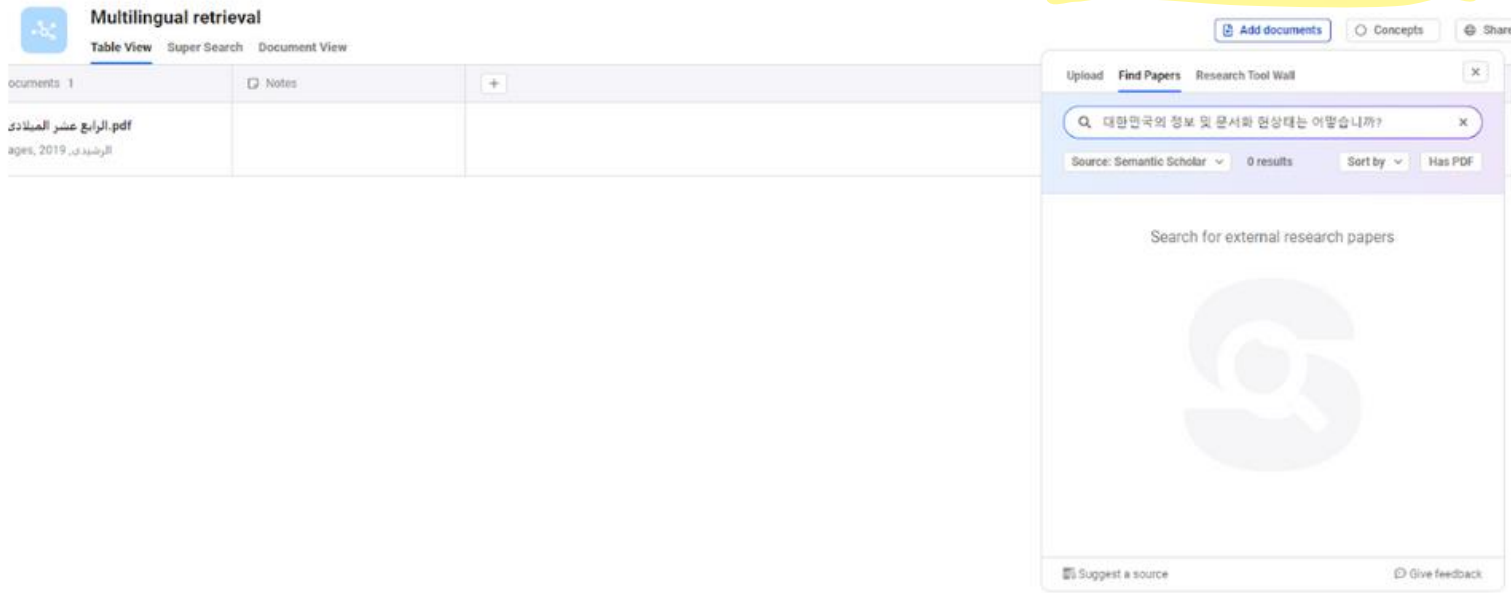 Multilingual retrieval
Table View Super Search Document View
Add documents Concepts Share
ocuments 1 Notes +
الرابع عشر الميلادى.pdf
ages, 2019 ,الرشيدى
Upload Find Papers Research Tool Wall
대한민국의 정보 및 문서화 현상태는 어떻습니까?
Source: Semantic Scholar 0 results Sort by Has PDF
Search for external research papers
Suggest a source Give feedback